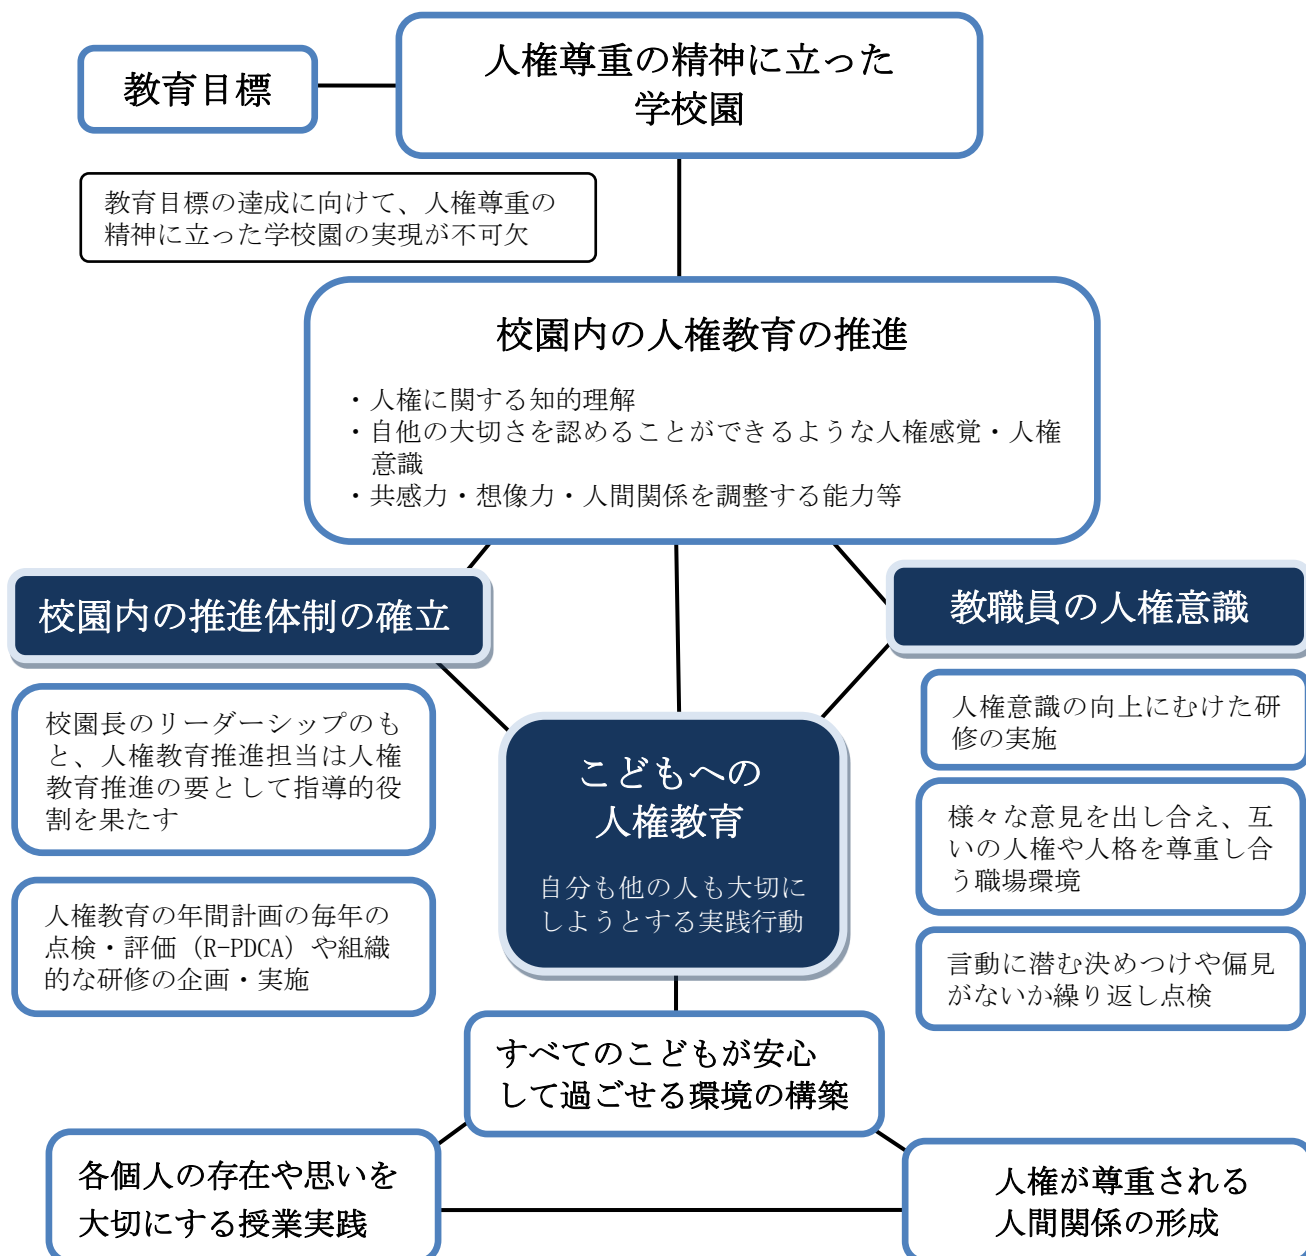 教育目標
人権尊重の精神に立った
学校園
教育目標の達成に向けて、人権尊重の
精神に立った学校園の実現が不可欠
校園内の人権教育の推進
・人権に関する知的理解
・自他の大切さを認めることができるような人権感覚・人権
意識
・共感力・想像力・人間関係を調整する能力等
校園内の推進体制の確立
校園長のリーダーシップのも
と、人権教育推進担当は人権
教育推進の要として指導的役
割を果たす
人権教育の年間計画の毎年の
点検・評価（R-PDCA）や組織
的な研修の企画・実施
こどもへの
人権教育
自分も他の人も大切に
しようとする実践行動
教職員の人権意識
人権意識の向上にむけた研
修の実施
様々な意見を出し合え、互
いの人権や人格を尊重し合
う職場環境
言動に潜む決めつけや偏見
がないか繰り返し点検
すべてのこどもが安心
して過ごせる環境の構築
各個人の存在や思いを
大切にする授業実践
人権が尊重される
人間関係の形成